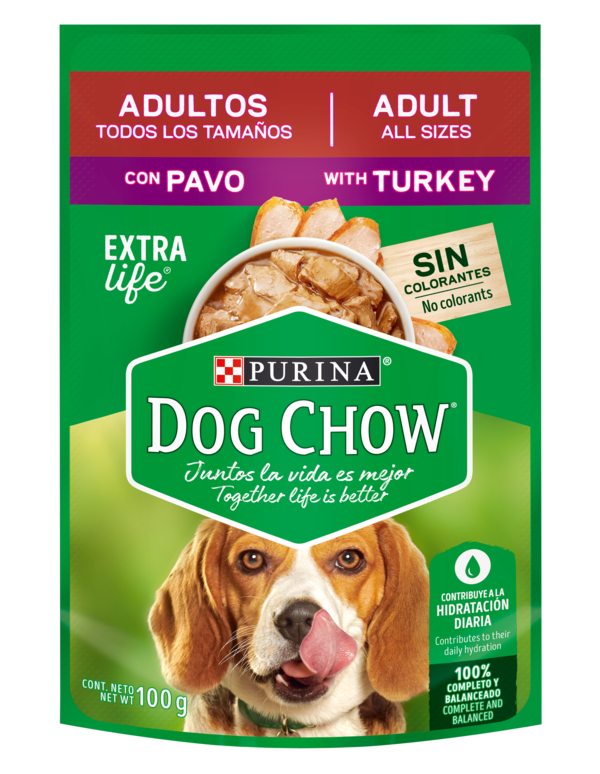 ADULTOS
TODOS LOS TAMAÑOS
ADULT
ALL SIZES
CON PAVO
WITH TURKEY
EXTRA
life®
SIN
COLORANTES
No colorants
PURINA®
DOG CHOW®
Juntos la vida es mejor
Together life is better
CONTRIBUYE A LA
HIDRATACIÓN
DIARIA
Contributes to their
daily hydration
100%
COMPLETO Y
BALANCEADO
COMPLETE AND
BALANCED
CONT. NETO
NET WT 100 g